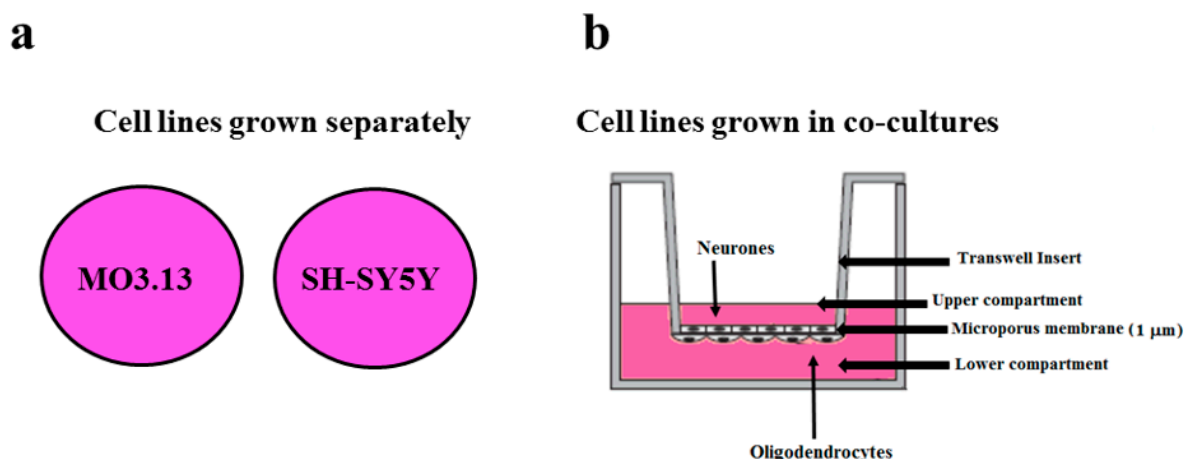 a
Cell lines grown separately
MO3.13
SH-SY5Y
b
Cell lines grown in co-cultures
Neurones
Transwell Insert
Upper compartment
Microporus membrane (1 µm)
Lower compartment
Oligodendrocytes